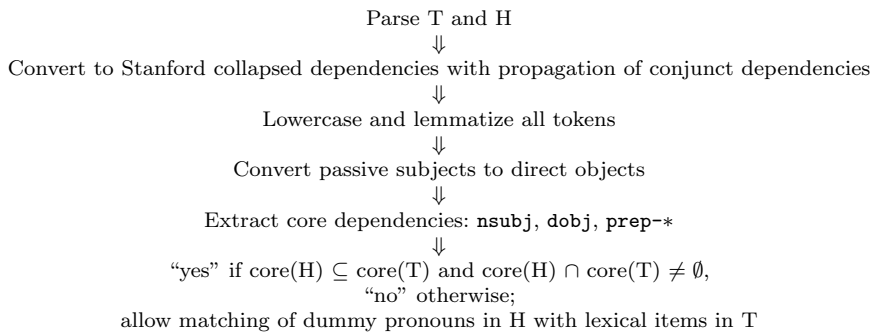 Parse T and H
⇓
Convert to Stanford collapsed dependencies with propagation of conjunct dependencies
⇓
Lowercase and lemmatize all tokens
⇓
Convert passive subjects to direct objects
⇓
Extract core dependencies: nsubj, dobj, prep-*
⇓
“yes” if core(H) ⊆ core(T) and core(H) ∩ core(T) ≠ ∅,
“no” otherwise;
allow matching of dummy pronouns in H with lexical items in T